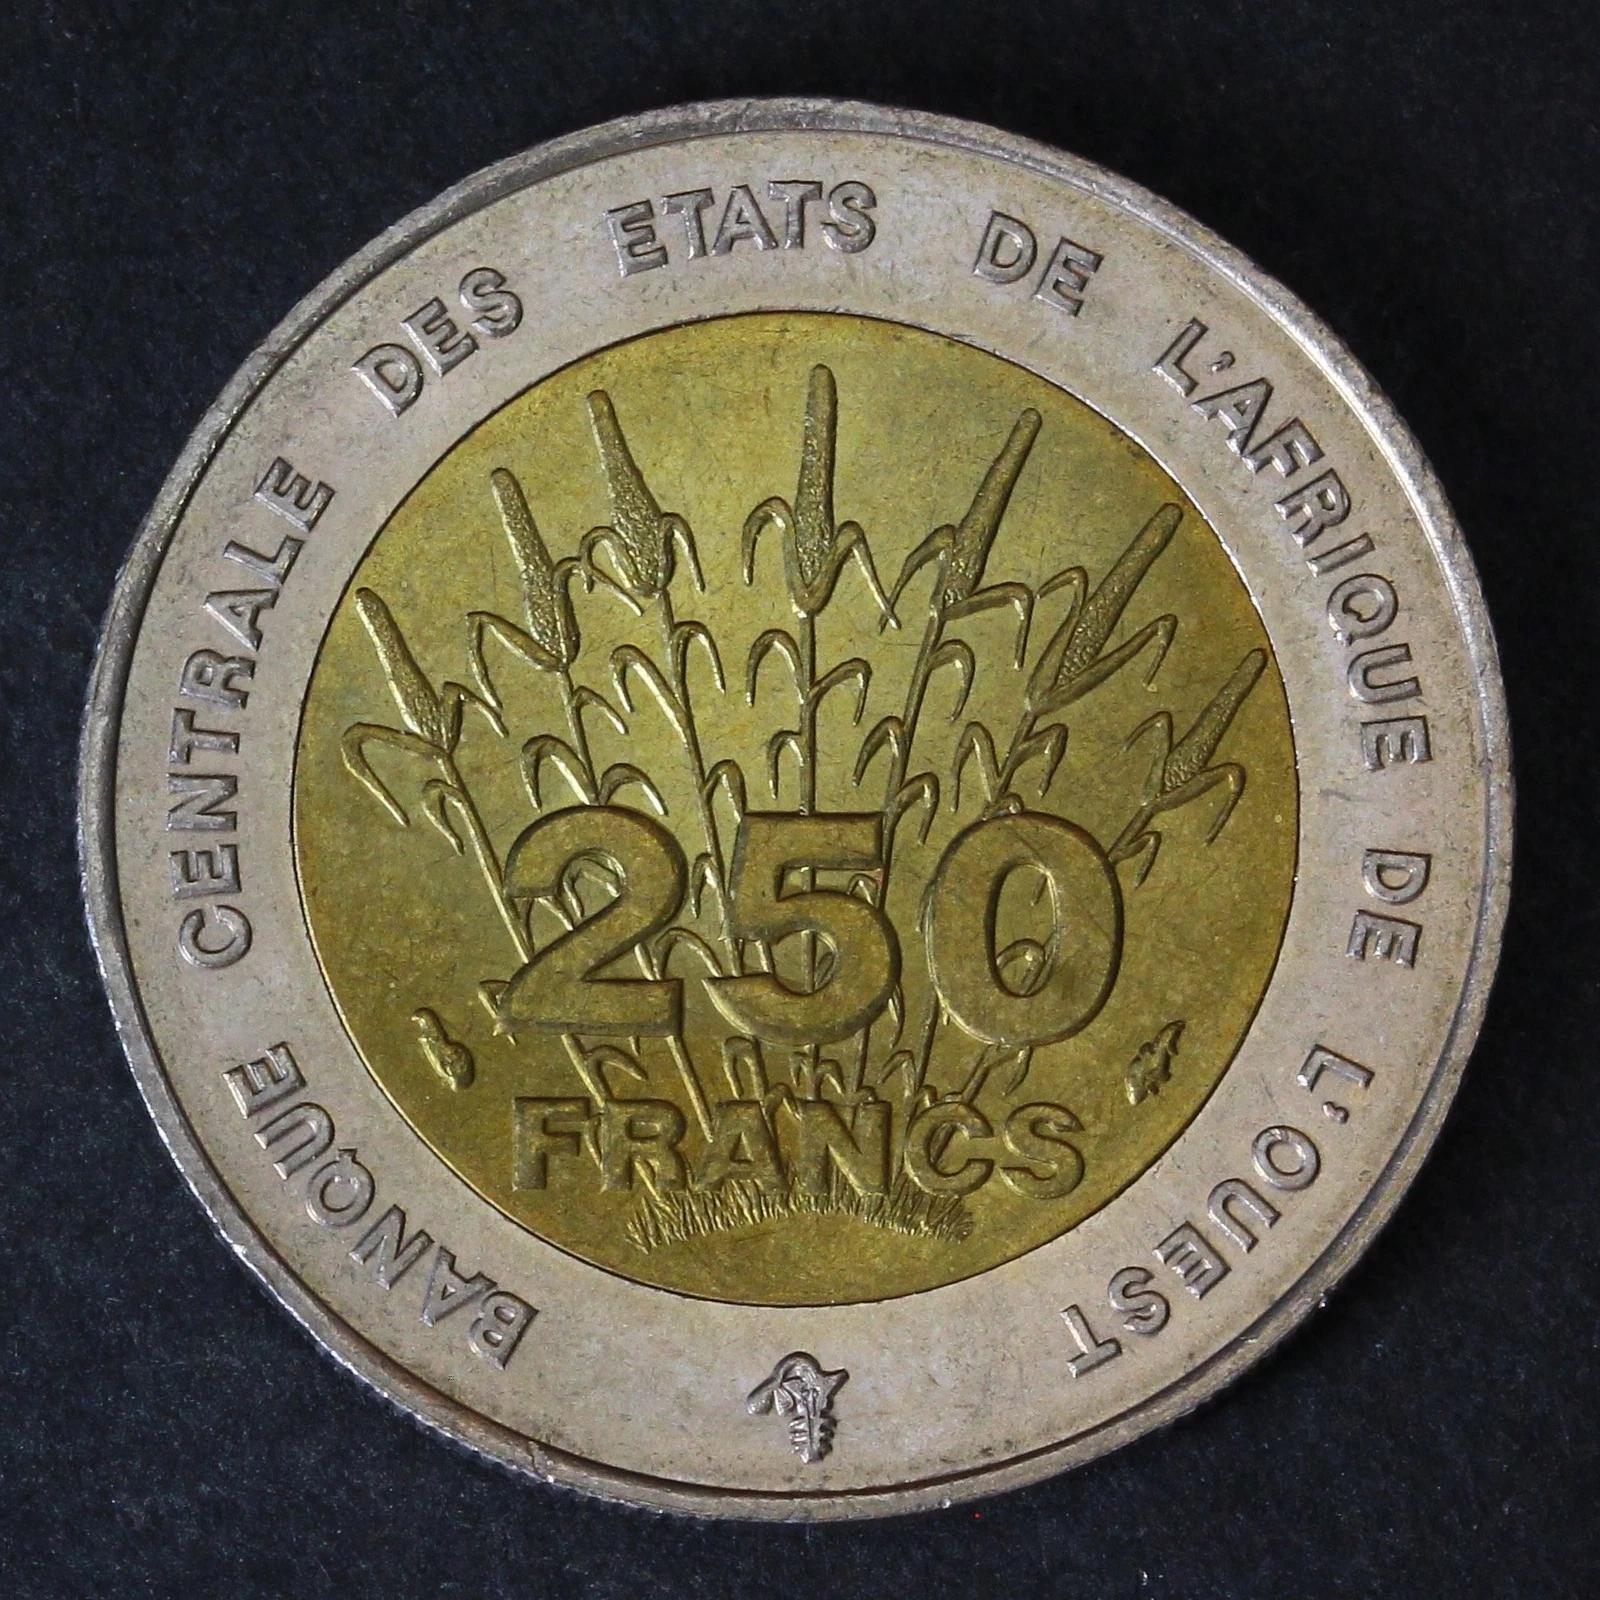 BANQUE CENTRALE DES ETATS DE L'AFRIQUE DE L'OUEST
250
FRANCS